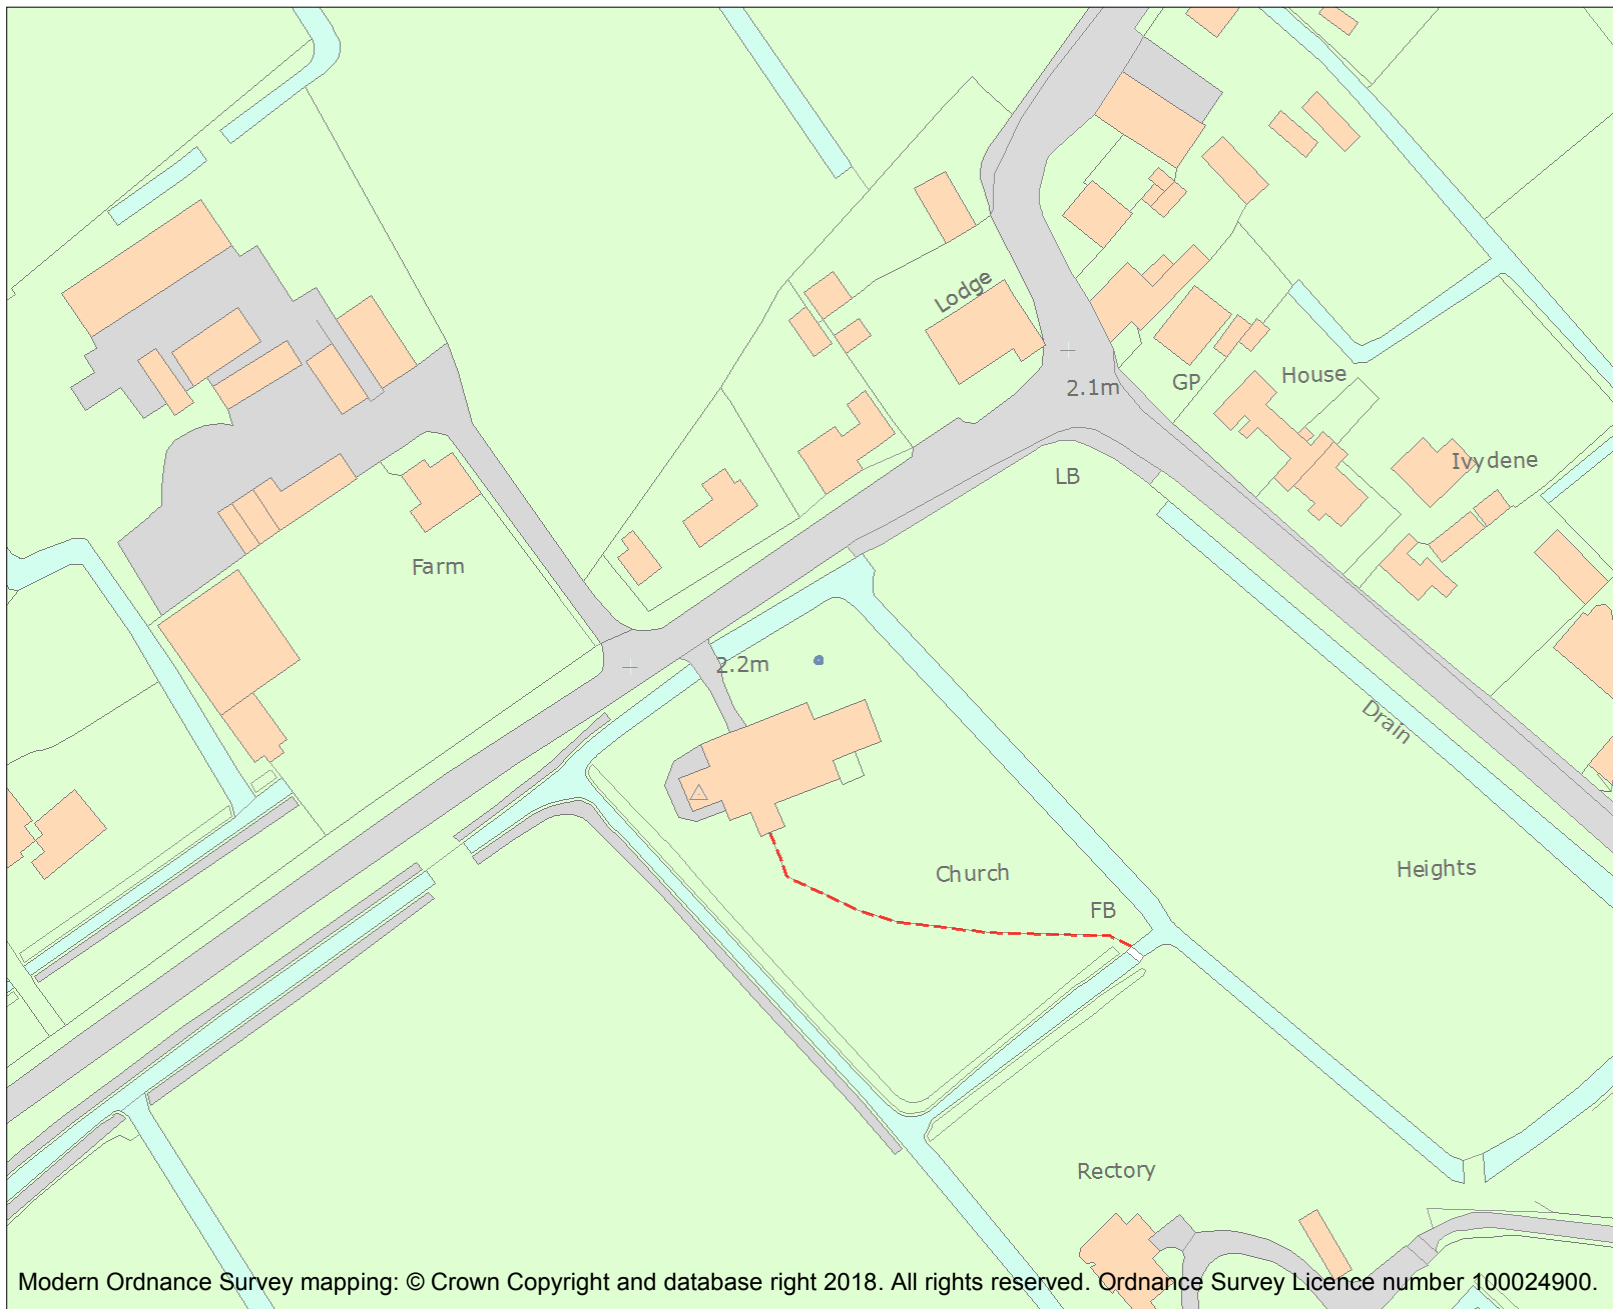 Lodge
2.1m
GP
House
LB
Ivydene
Farm
2.2m
Drain
Church
Heights
FB
Rectory
Modern Ordnance Survey mapping: © Crown Copyright and database right 2018. All rights reserved. Ordnance Survey Licence number 100024900.